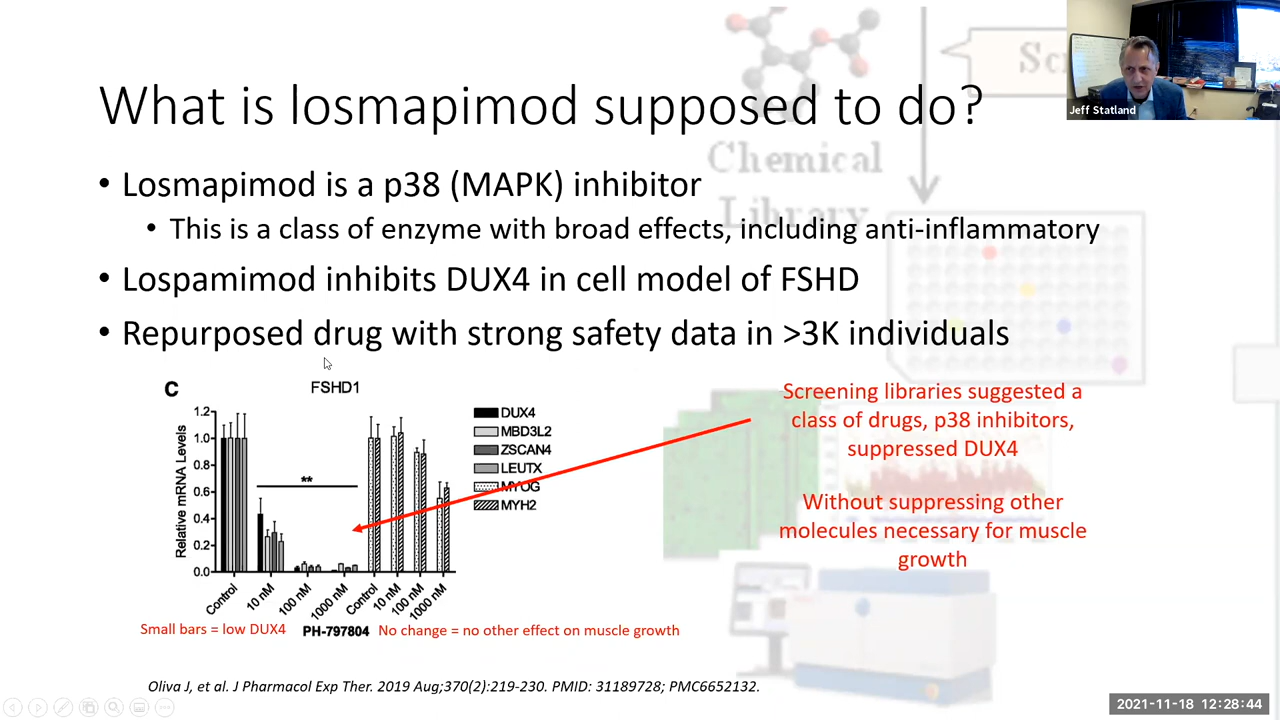 What is losmapimod supposed to do?
Jeff Statland
Chemical
Library
• Losmapimod is a p38 (MAPK) inhibitor
• This is a class of enzyme with broad effects, including anti-inflammatory
• Lospamimod inhibits DUX4 in cell model of FSHD
• Repurposed drug with strong safety data in >3K individuals
C
FSHD1
Relative mRNA Levels
1.2
1.0
0.8
0.6
0.4
0.2
0.0
**
DUX4
MBD3L2
ZSCAN4
LEUTX
MYOG
MYH2
Control
10 nM
100 nM
1000 nM
Control
10 nM
100 nM
1000 nM
Screening libraries suggested a
class of drugs, p38 inhibitors,
suppressed DUX4
Without suppressing other
molecules necessary for muscle
growth
Small bars = low DUX4
PH-797804
No change = no other effect on muscle growth
Oliva J, et al. J Pharmacol Exp Ther. 2019 Aug;370(2):219-230. PMID: 31189728; PMC6652132.
2021-11-18 12:28:44